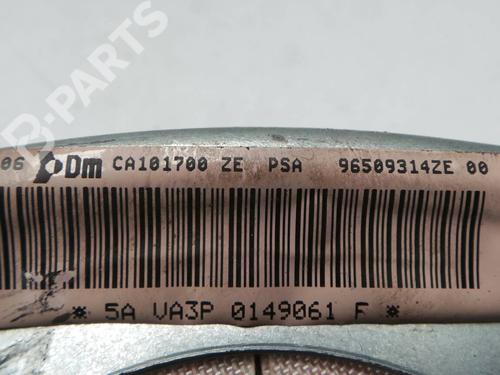 B-PARTS
06 Dm CA101700 ZE PSA 96509314ZE 00
* 5A VA3P 0149061 F *